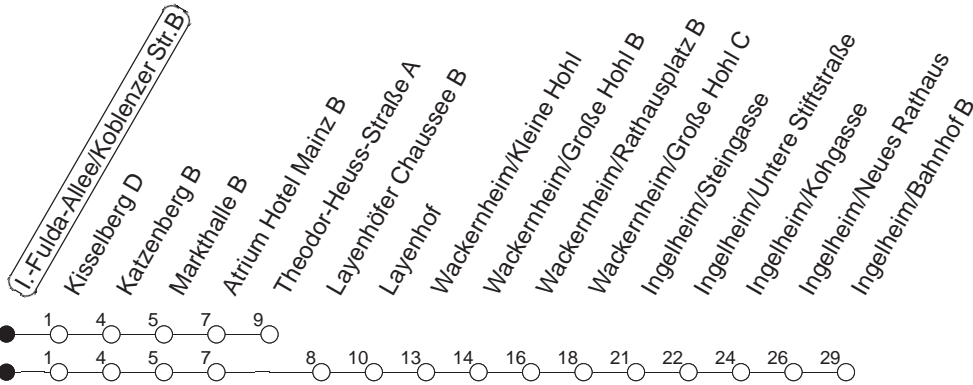 I.-Fulda-Allee/Koblenzer Str.B
Kisselberg D
Katzenberg B
Markthalle B
Atrium Hotel Mainz B
Theodor-Heuss-Straße A
Layenhöfer Chaussee B
Layenhof
Wackernheim/Kleine Hohl
Wackernheim/Große Hohl B
Wackernheim/Rathausplatz B
Wackernheim/Große Hohl C
Ingelheim/Steingasse
Ingelheim/Untere Stiftstraße
Ingelheim/Kohgasse
Ingelheim/Neues Rathaus
Ingelheim/Bahnhof B
1 4 5 7 9
1 4 5 7 8 10 13 14 16 18 21 22 24 26 29